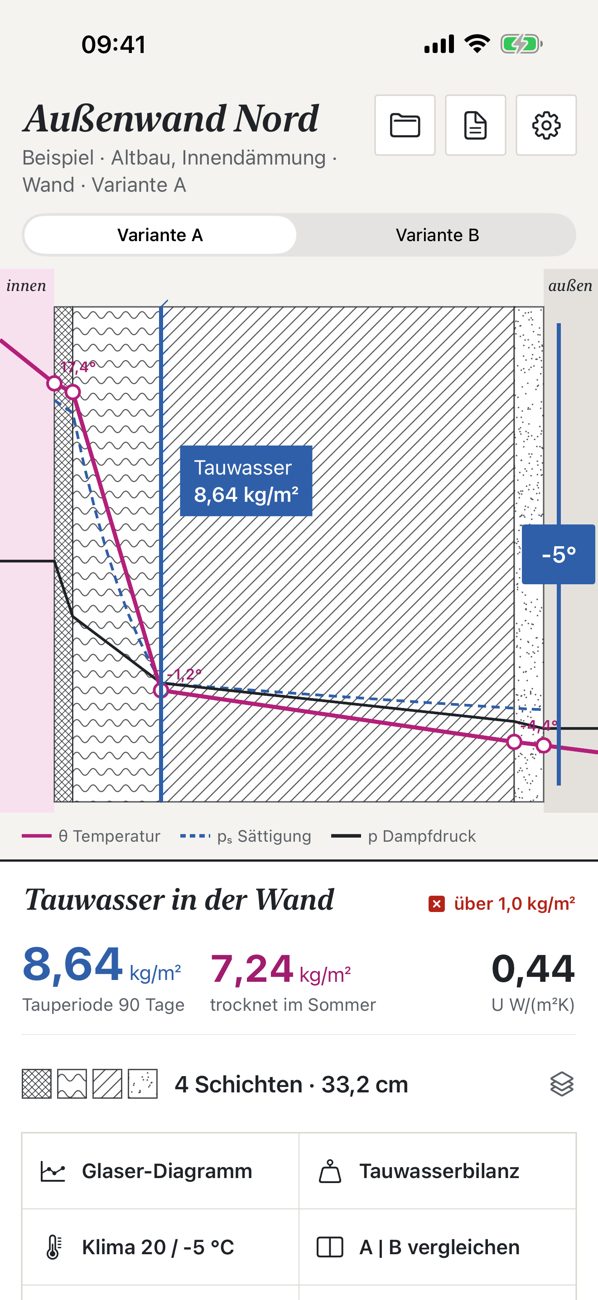 09:41
Außenwand Nord
Beispiel · Altbau, Innendämmung ·
Wand · Variante A
Variante A
Variante B
innen
außen
17,4°
Tauwasser
8,64 kg/m²
-5°
-1,2°
-4,4°
θ Temperatur
pₛ Sättigung
p Dampfdruck
Tauwasser in der Wand
über 1,0 kg/m²
8,64 kg/m²
7,24 kg/m²
0,44
Tauperiode 90 Tage
trocknet im Sommer
U W/(m²K)
4 Schichten · 33,2 cm
Glaser-Diagramm
Tauwasserbilanz
Klima 20 / -5 °C
A | B vergleichen